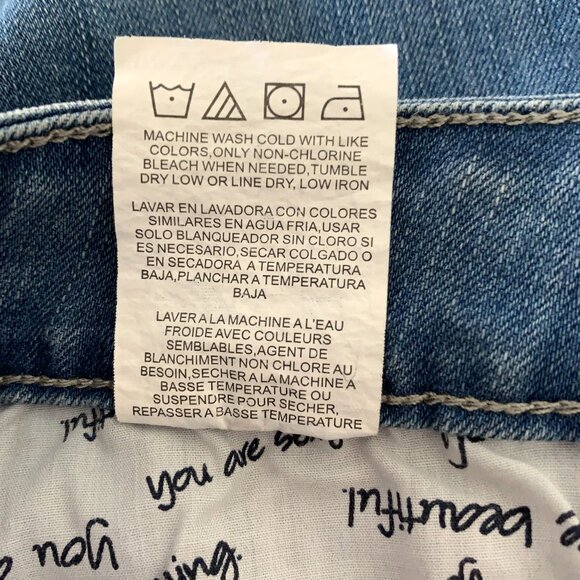 MACHINE WASH COLD WITH LIKE
COLORS,ONLY NON-CHLORINE
BLEACH WHEN NEEDED,TUMBLE
DRY LOW OR LINE DRY, LOW IRON
LAVAR EN LAVADORA CON COLORES
SIMILARES EN AGUA FRIA,USAR
SOLO BLANQUEADOR SIN CLORO SI
ES NECESARIO,SECAR COLGADO O
EN SECADORA A TEMPERATURA
BAJA,PLANCHAR A TEMPERATURA
BAJA
LAVER A LA MACHINE A L'EAU
FROIDE AVEC COULEURS
SEMBLABLES,AGENT DE
BLANCHIMENT NON CHLORE AU
BESOIN,SECHER A LA MACHINE A
BASSE TEMPERATURE OU
SUSPENDRE POUR SECHER,
REPASSER A BASSE TEMPERATURE
you are
beautiful.
you